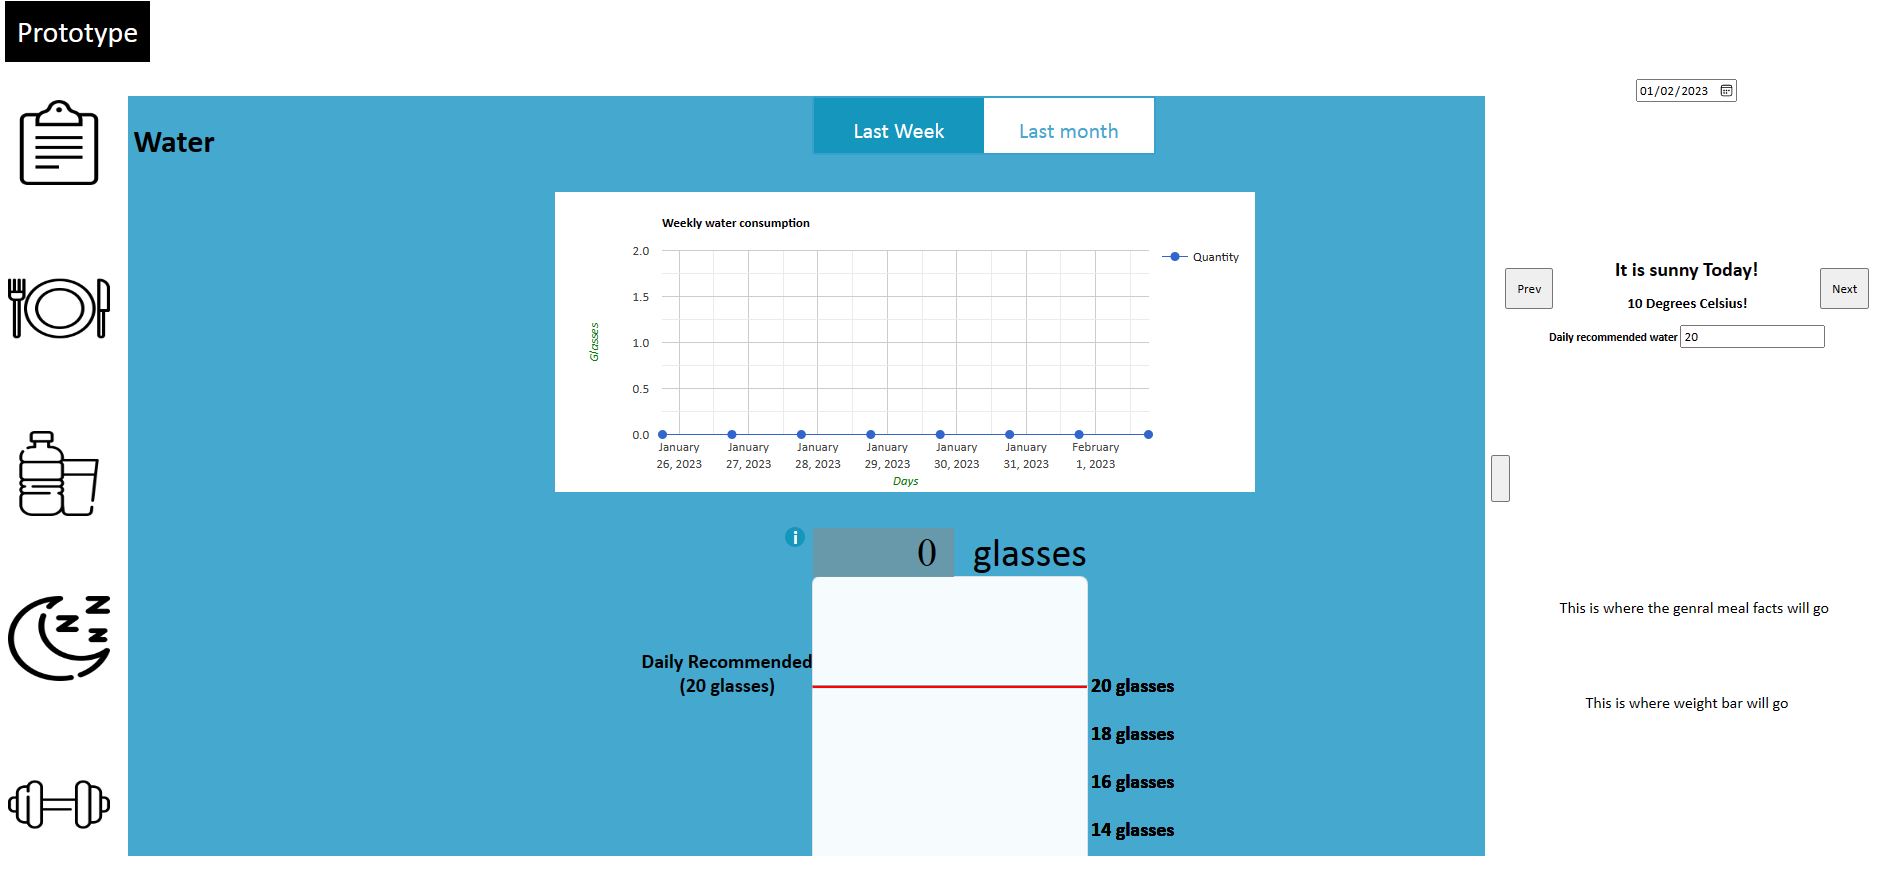 Prototype
01/02/2023
Water
Last Week
Last month
Weekly water consumption
2.0
1.5
1.0
0.5
0.0
Glasses
Quantity
January
26, 2023
January
27, 2023
January
28, 2023
January
29, 2023
January
30, 2023
January
31, 2023
February
1, 2023
Days
i
0 glasses
Daily Recommended
(20 glasses)
20 glasses
18 glasses
16 glasses
14 glasses
Prev
It is sunny Today!
10 Degrees Celsius!
Next
Daily recommended water 20
This is where the genral meal facts will go
This is where weight bar will go
z
z
z